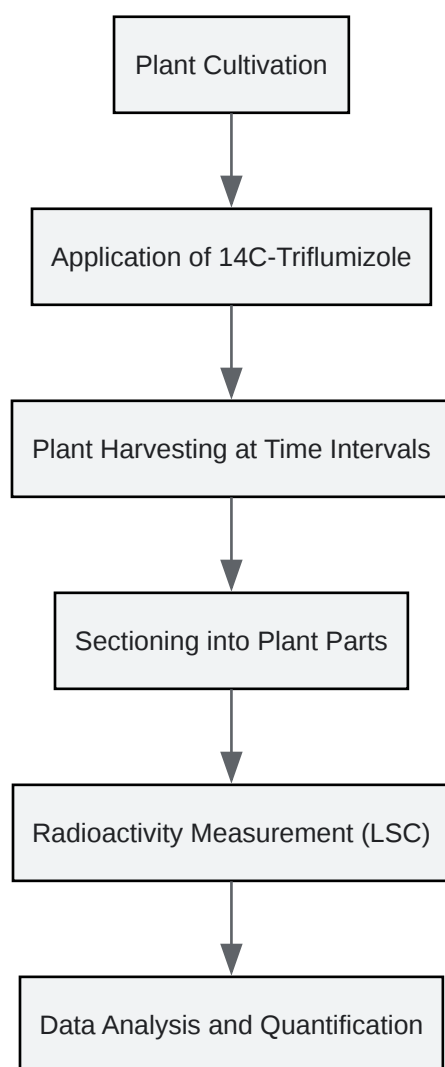 Plant Cultivation
Application of 14C-Triflumizole
Plant Harvesting at Time Intervals
Sectioning into Plant Parts
Radioactivity Measurement (LSC)
Data Analysis and Quantification